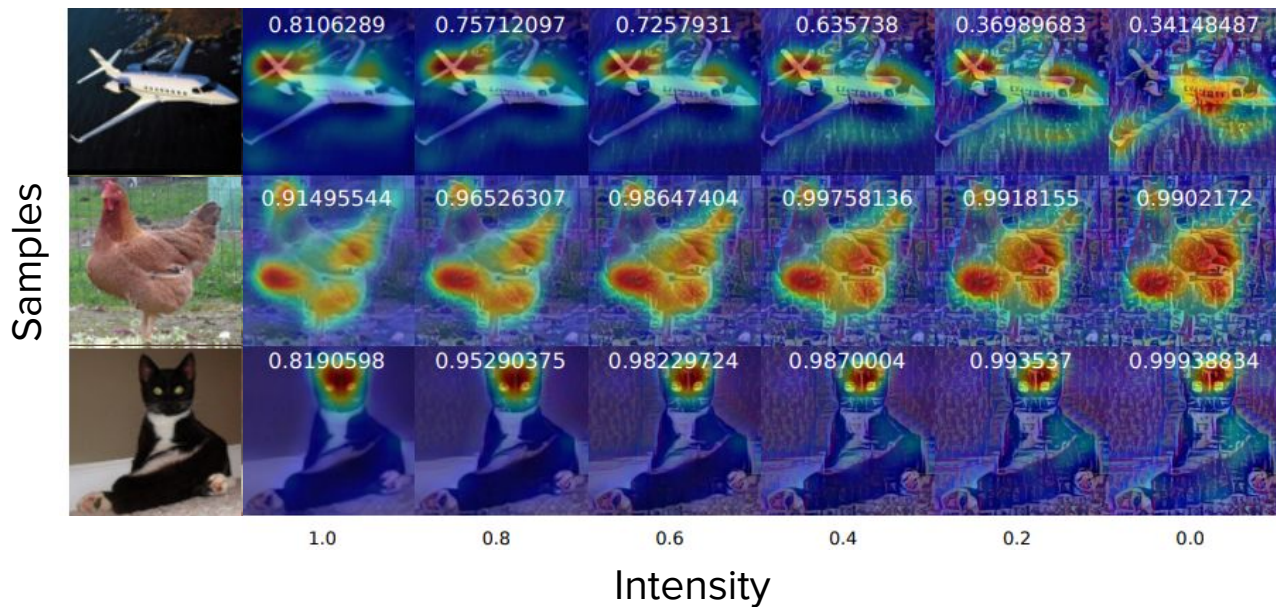 0.8106289 0.75712097 0.7257931 0.635738 0.36989683 0.34148487
0.91495544 0.96526307 0.98647404 0.99758136 0.9918155 0.9902172
0.8190598 0.95290375 0.98229724 0.9870004 0.993537 0.99938834
Samples
1.0 0.8 0.6 0.4 0.2 0.0
Intensity